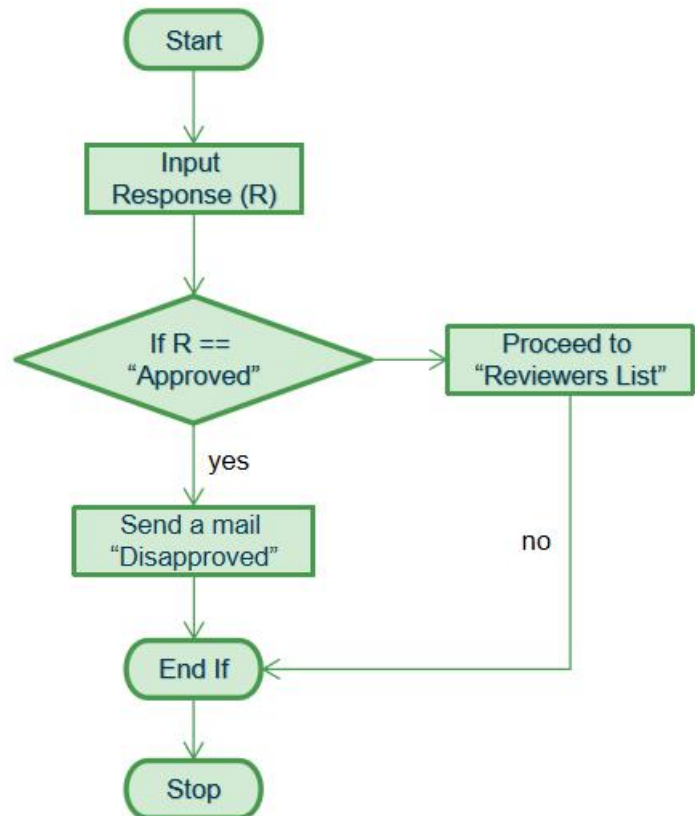 Start
Input
Response (R)
If R ==
“Approved”
Proceed to
“Reviewers List”
yes
Send a mail
“Disapproved”
no
End If
Stop